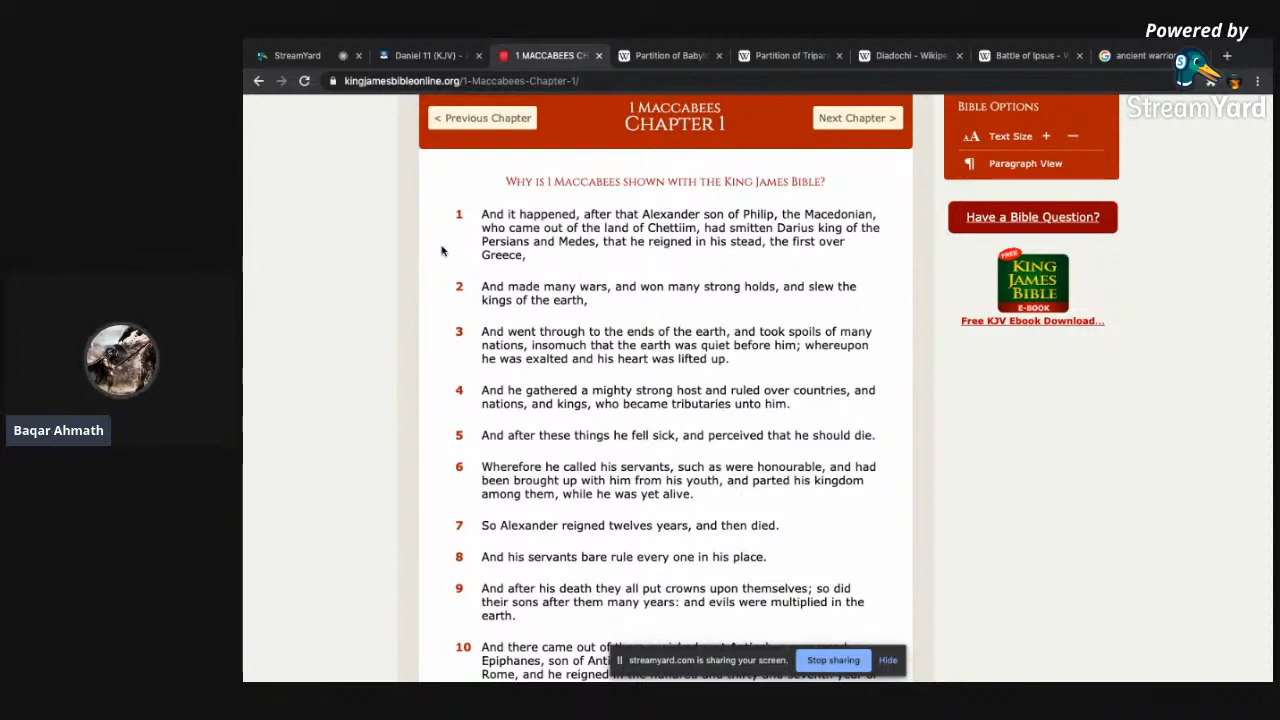 Powered by
StreamYard
StreamYard
Daniel 11 (KJV) -
1 MACCABEES CH
Partition of Babyl
Partition of Tripar
Diadochi - Wikipe
Battle of Ipsus - W
ancient warrio
kingjamesbibleonline.org/1-Maccabees-Chapter-1/
< Previous Chapter
1 Maccabees
Chapter 1
Next Chapter >
Bible Options
AA Text Size + −
¶ Paragraph View
Why is 1 Maccabees shown with the King James Bible?
1 And it happened, after that Alexander son of Philip, the Macedonian,
who came out of the land of Chettiim, had smitten Darius king of the
Persians and Medes, that he reigned in his stead, the first over
Greece,
2 And made many wars, and won many strong holds, and slew the
kings of the earth,
3 And went through to the ends of the earth, and took spoils of many
nations, insomuch that the earth was quiet before him; whereupon
he was exalted and his heart was lifted up.
4 And he gathered a mighty strong host and ruled over countries, and
nations, and kings, who became tributaries unto him.
5 And after these things he fell sick, and perceived that he should die.
6 Wherefore he called his servants, such as were honourable, and had
been brought up with him from his youth, and parted his kingdom
among them, while he was yet alive.
7 So Alexander reigned twelves years, and then died.
8 And his servants bare rule every one in his place.
9 And after his death they all put crowns upon themselves; so did
their sons after them many years: and evils were multiplied in the
earth.
10 And there came out of
Epiphanes, son of Anti
Rome, and he reigned
Have a Bible Question?
FREE
KING
JAMES
BIBLE
E-BOOK
Free KJV Ebook Download...
Baqar Ahmath
streamyard.com is sharing your screen.
Stop sharing
Hide